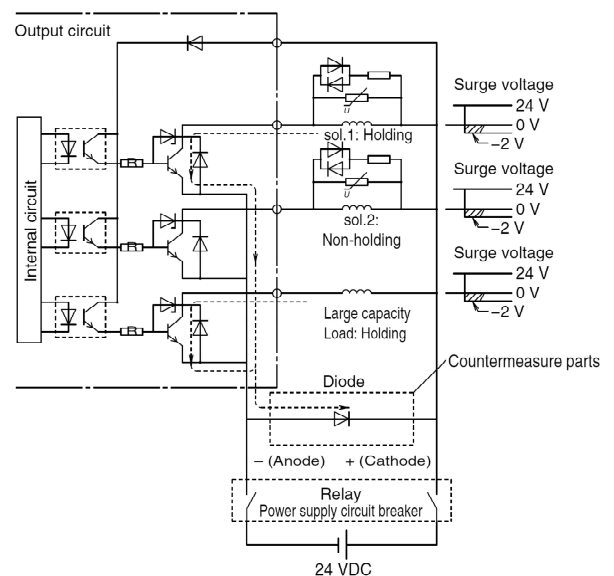 Output circuit
Internal circuit
R
R
R
sol.1: Holding
U
sol.2:
Non-holding
U
Large capacity
Load: Holding
Surge voltage
24 V
0 V
–2 V
Surge voltage
24 V
0 V
–2 V
Surge voltage
24 V
0 V
–2 V
Countermeasure parts
Diode
– (Anode) + (Cathode)
Relay
Power supply circuit breaker
24 VDC